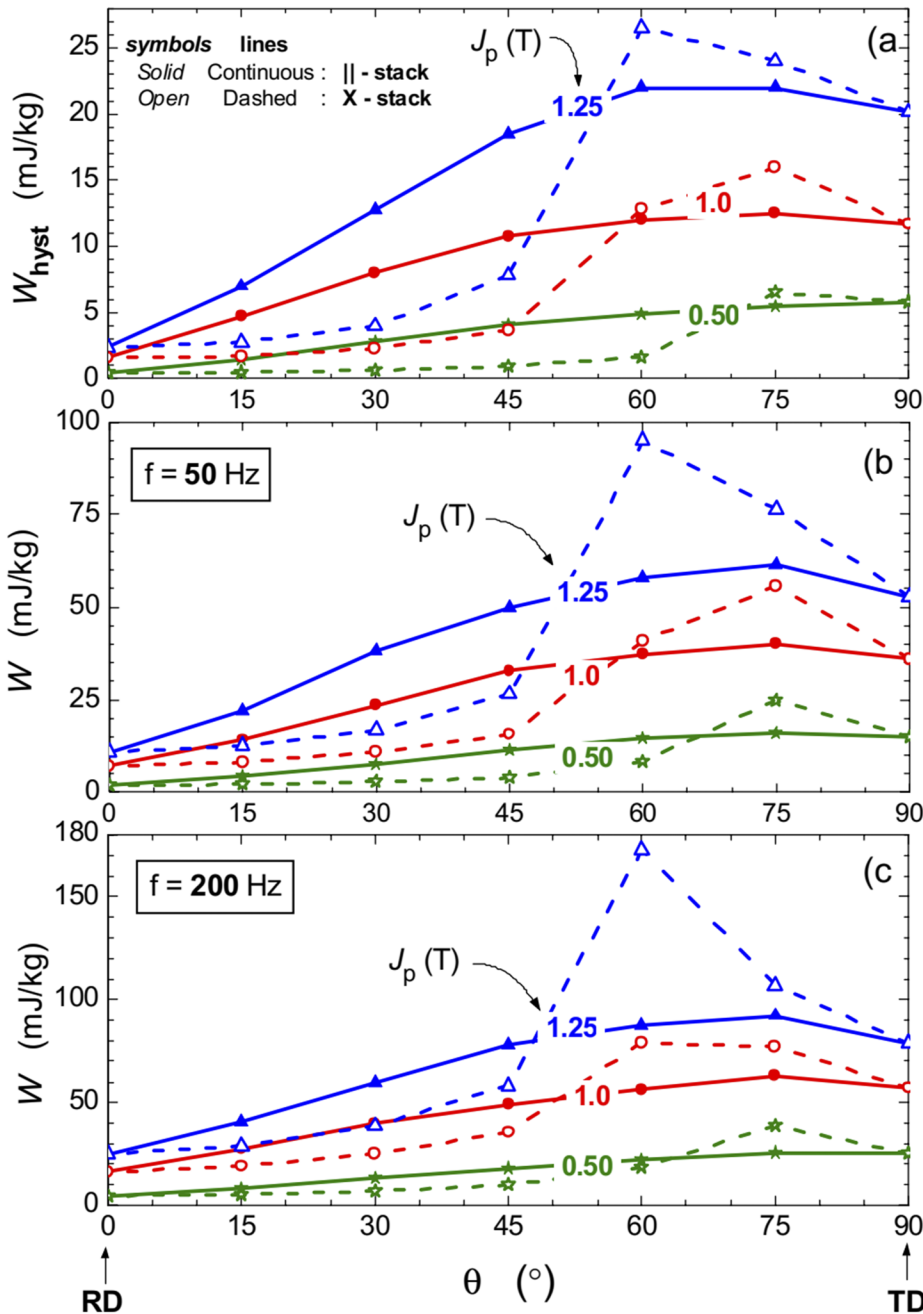 (a
symbols lines
Solid Continuous : || - stack
Open Dashed : X - stack
J_p (T)
1.25
1.0
0.50
W_hyst (mJ/kg)
25
20
15
10
5
0
0 15 30 45 60 75 90
(b
f = 50 Hz
J_p (T)
1.25
1.0
0.50
W (mJ/kg)
100
75
50
25
0
0 15 30 45 60 75 90
(c
f = 200 Hz
J_p (T)
1.25
1.0
0.50
W (mJ/kg)
180
150
100
50
0
0 15 30 45 60 75 90
RD θ (°) TD